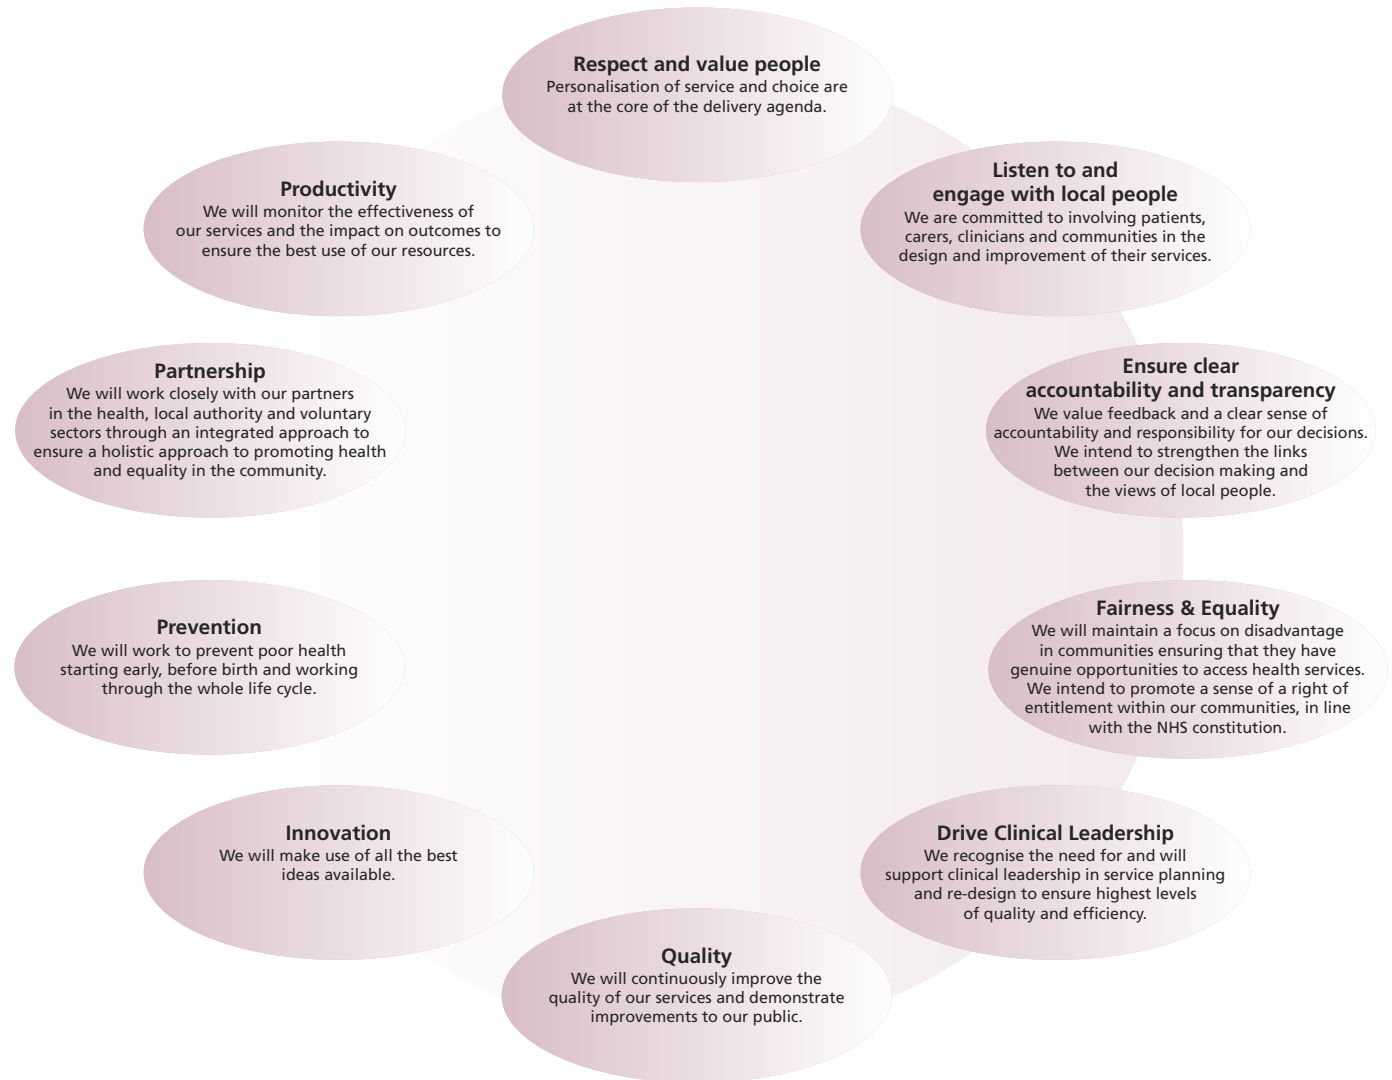 Respect and value people
Personalisation of service and choice are
at the core of the delivery agenda.
Listen to and
engage with local people
We are committed to involving patients,
carers, clinicians and communities in the
design and improvement of their services.
Ensure clear
accountability and transparency
We value feedback and a clear sense of
accountability and responsibility for our decisions.
We intend to strengthen the links
between our decision making and
the views of local people.
Fairness & Equality
We will maintain a focus on disadvantage
in communities ensuring that they have
genuine opportunities to access health services.
We intend to promote a sense of a right of
entitlement within our communities, in line
with the NHS constitution.
Drive Clinical Leadership
We recognise the need for and will
support clinical leadership in service planning
and re-design to ensure highest levels
of quality and efficiency.
Quality
We will continuously improve the
quality of our services and demonstrate
improvements to our public.
Innovation
We will make use of all the best
ideas available.
Prevention
We will work to prevent poor health
starting early, before birth and working
through the whole life cycle.
Partnership
We will work closely with our partners
in the health, local authority and voluntary
sectors through an integrated approach to
ensure a holistic approach to promoting health
and equality in the community.
Productivity
We will monitor the effectiveness of
our services and the impact on outcomes to
ensure the best use of our resources.